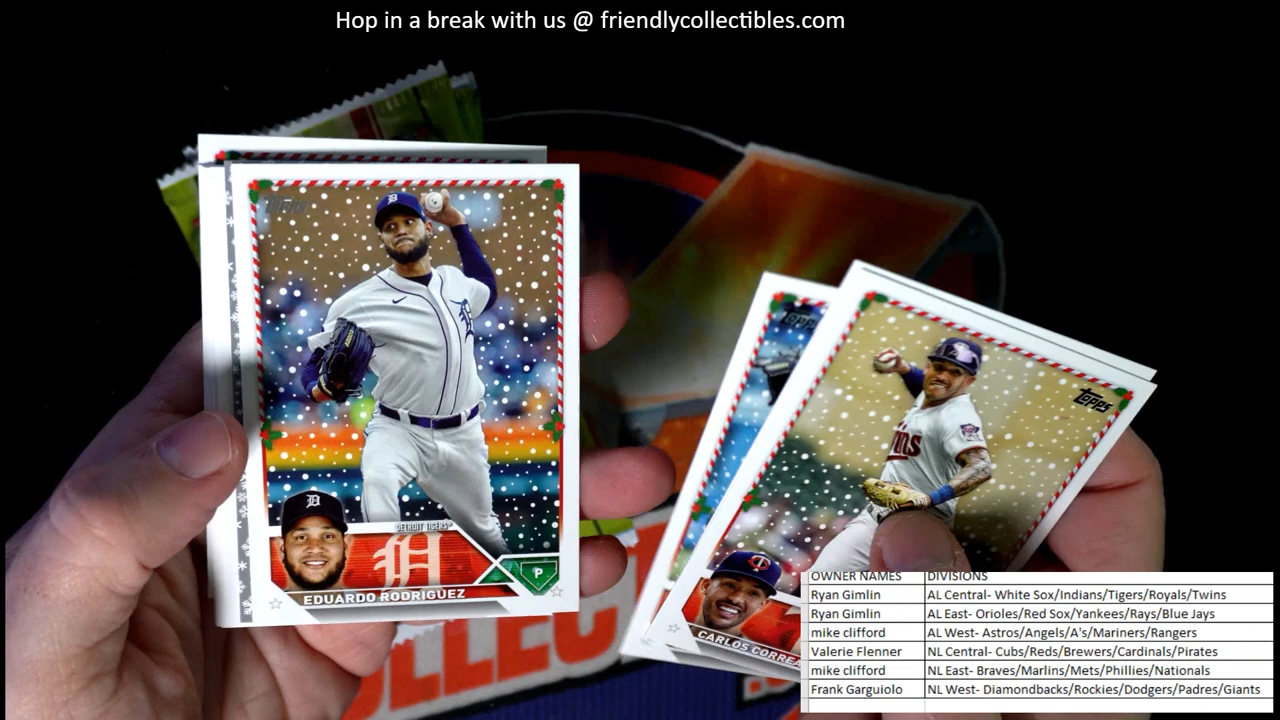 Hop in a break with us @ friendlycollectibles.com
Topps
DETROIT TIGERS
P
EDUARDO RODRIGUEZ
Topps
Topps
CARLOS CORREA
COLLECT
OWNER NAMES DIVISIONS
Ryan Gimlin AL Central- White Sox/Indians/Tigers/Royals/Twins
Ryan Gimlin AL East- Orioles/Red Sox/Yankees/Rays/Blue Jays
mike clifford AL West- Astros/Angels/A's/Mariners/Rangers
Valerie Flenner NL Central- Cubs/Reds/Brewers/Cardinals/Pirates
mike clifford NL East- Braves/Marlins/Mets/Phillies/Nationals
Frank Garguiolo NL West- Diamondbacks/Rockies/Dodgers/Padres/Giants